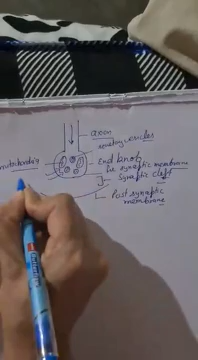 axon
synaptic vesicles
mitochondria
End knob
Pre synaptic membrane
synaptic cleft
Post synaptic
membrane